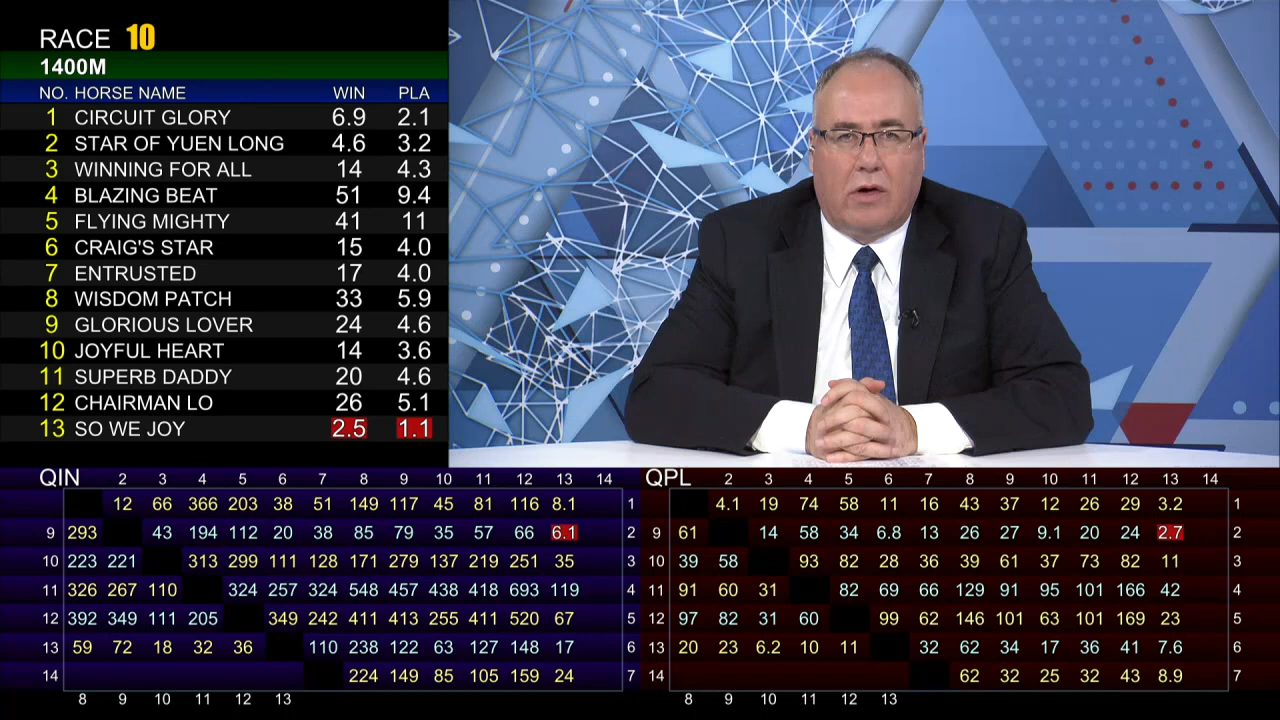 RACE 10
1400M
NO. HORSE NAME WIN PLA
1 CIRCUIT GLORY 6.9 2.1
2 STAR OF YUEN LONG 4.6 3.2
3 WINNING FOR ALL 14 4.3
4 BLAZING BEAT 51 9.4
5 FLYING MIGHTY 41 11
6 CRAIG'S STAR 15 4.0
7 ENTRUSTED 17 4.0
8 WISDOM PATCH 33 5.9
9 GLORIOUS LOVER 24 4.6
10 JOYFUL HEART 14 3.6
11 SUPERB DADDY 20 4.6
12 CHAIRMAN LO 26 5.1
13 SO WE JOY 2.5 1.1
QIN 2 3 4 5 6 7 8 9 10 11 12 13 14
12 66 366 203 38 51 149 117 45 81 116 8.1 1
9 293 43 194 112 20 38 85 79 35 57 66 6.1 2
10 223 221 313 299 111 128 171 279 137 219 251 35 3
11 326 267 110 324 257 324 548 457 438 418 693 119 4
12 392 349 111 205 349 242 411 413 255 411 520 67 5
13 59 72 18 32 36 110 238 122 63 127 148 17 6
14 224 149 85 105 159 24 7
8 9 10 11 12 13
QPL 2 3 4 5 6 7 8 9 10 11 12 13 14
4.1 19 74 58 11 16 43 37 12 26 29 3.2 1
9 61 14 58 34 6.8 13 26 27 9.1 20 24 2.7 2
10 39 58 93 82 28 36 39 61 37 73 82 11 3
11 91 60 31 82 69 66 129 91 95 101 166 42 4
12 97 82 31 60 99 62 146 101 63 101 169 23 5
13 20 23 6.2 10 11 32 62 34 17 36 41 7.6 6
14 62 32 25 32 43 8.9 7
8 9 10 11 12 13